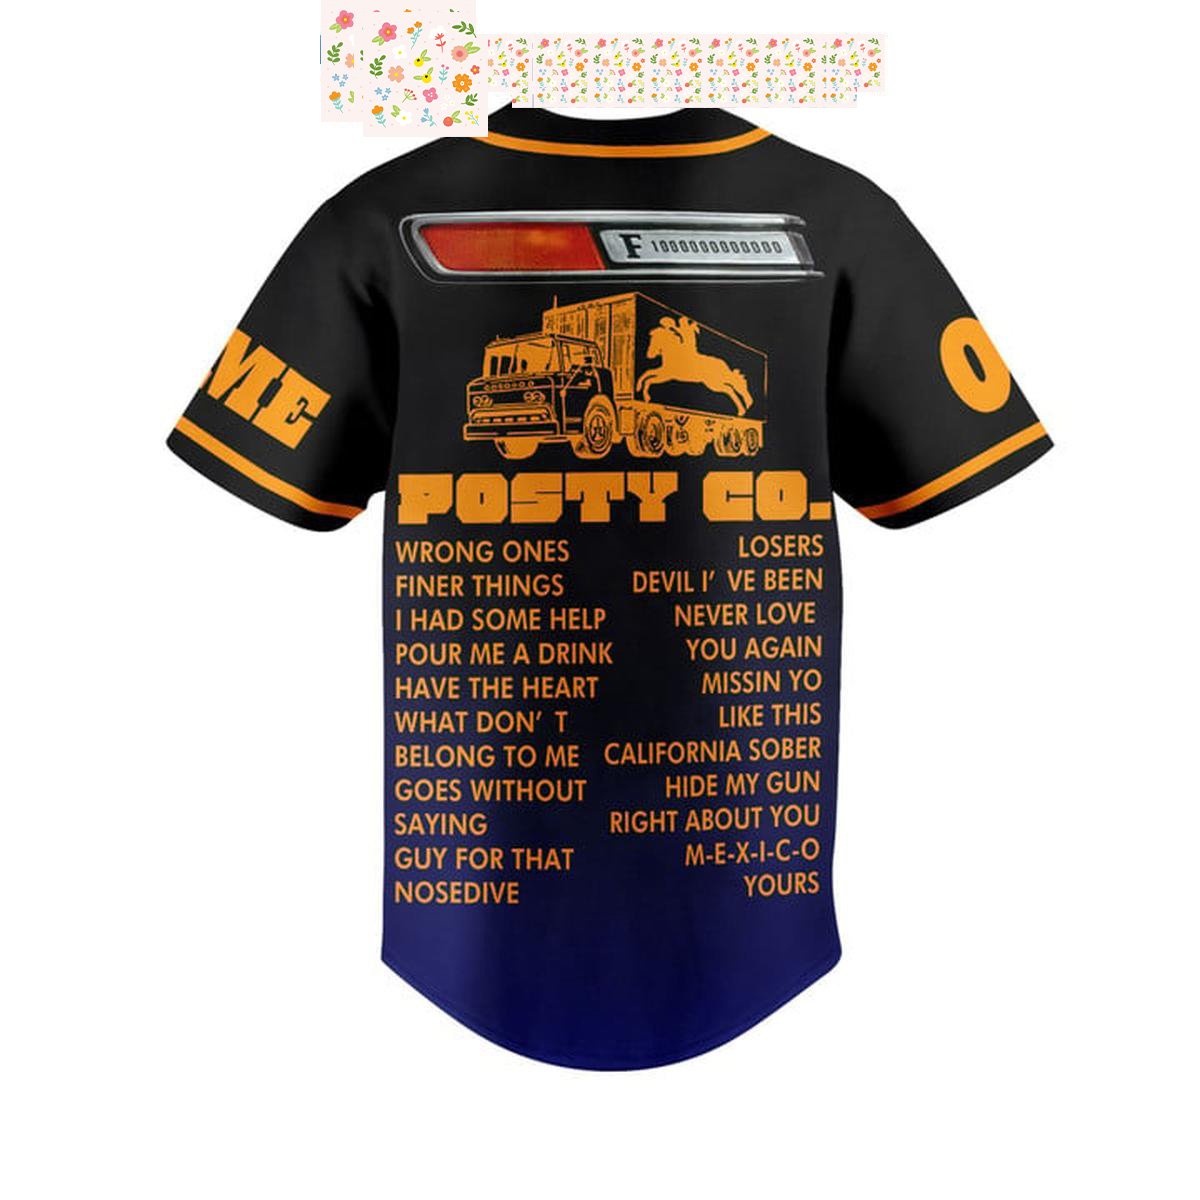 F 1000000000000
ME
O
POSTY CO.
WRONG ONES
FINER THINGS
I HAD SOME HELP
POUR ME A DRINK
HAVE THE HEART
WHAT DON’ T
BELONG TO ME
GOES WITHOUT
SAYING
GUY FOR THAT
NOSEDIVE
LOSERS
DEVIL I’ VE BEEN
NEVER LOVE
YOU AGAIN
MISSIN YO
LIKE THIS
CALIFORNIA SOBER
HIDE MY GUN
RIGHT ABOUT YOU
M-E-X-I-C-O
YOURS